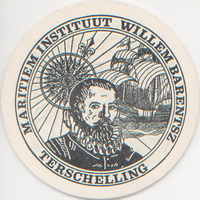 MARITIEM INSTITUUT WILLEM BARENTSZ
TERSCHELLING